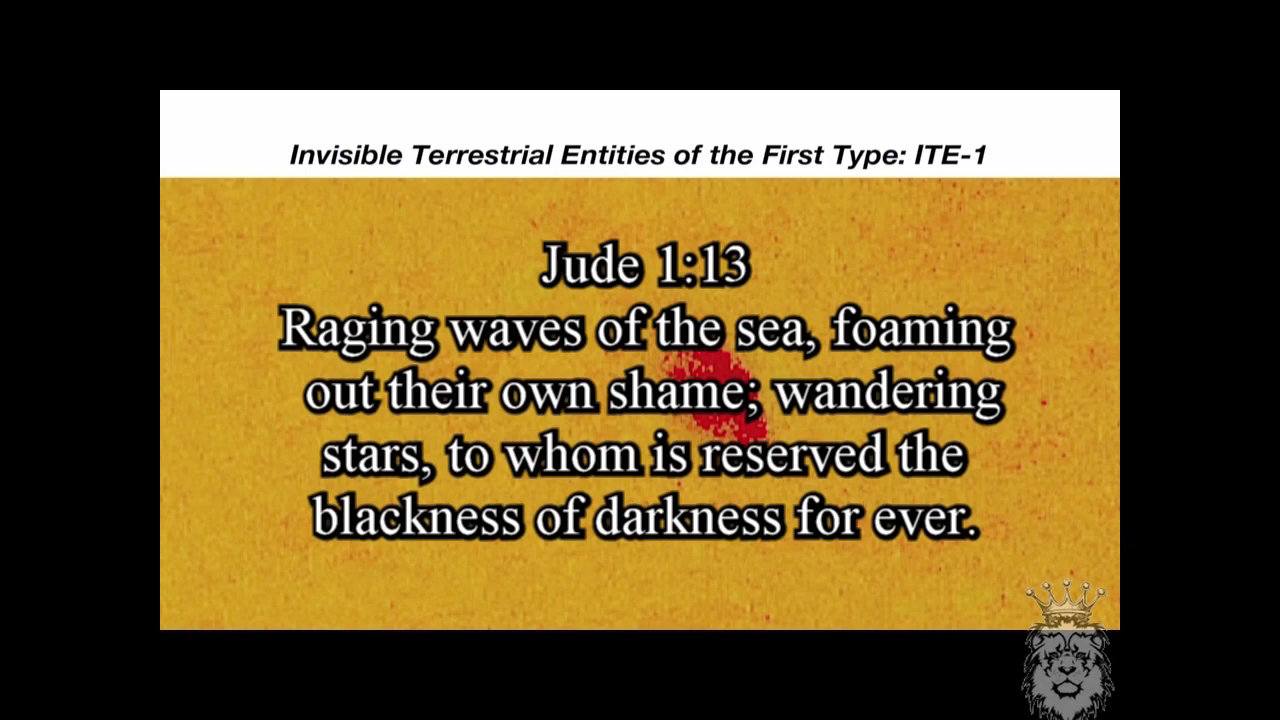 Invisible Terrestrial Entities of the First Type: ITE-1
Jude 1:13
Raging waves of the sea, foaming
out their own shame; wandering
stars, to whom is reserved the
blackness of darkness for ever.